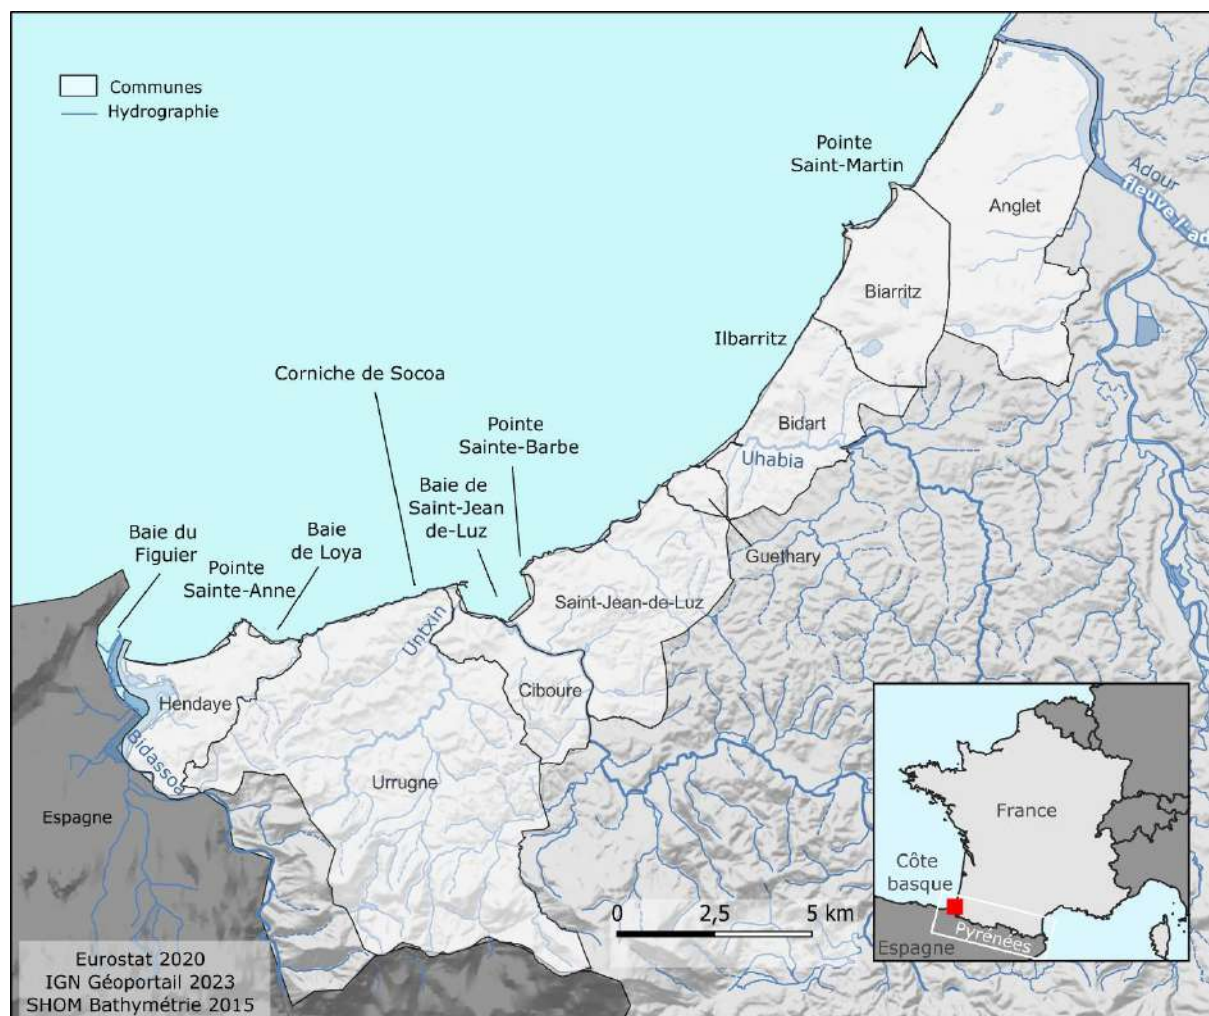 Communes
Hydrographie
Pointe
Saint-Martin
Adour
fleuve l'ad
Anglet
Biarritz
Ilbarritz
Corniche de Socoa
Bidart
Pointe
Sainte-Barbe
Uhabia
Baie de
Saint-Jean
de-Luz
Baie du
Figuier
Baie
de Loya
Pointe
Sainte-Anne
Guethary
Saint-Jean-de-Luz
Untxin
Ciboure
Hendaye
Bidassoa
Urrugne
Espagne
France
Côte
basque
Pyrénées
Espagne
0 2,5 5 km
Eurostat 2020
IGN Géoportail 2023
SHOM Bathymétrie 2015